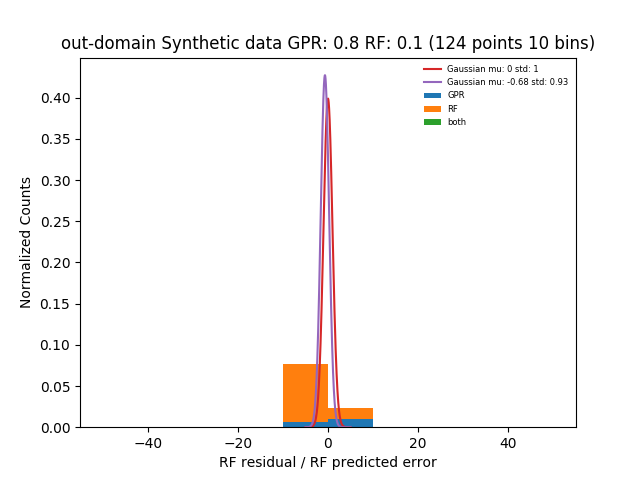 out-domain Synthetic data GPR: 0.8 RF: 0.1 (124 points 10 bins)
Gaussian mu: 0 std: 1
Gaussian mu: -0.68 std: 0.93
GPR
RF
both
Normalized Counts
0.40
0.35
0.30
0.25
0.20
0.15
0.10
0.05
0.00
−40 −20 0 20 40
RF residual / RF predicted error